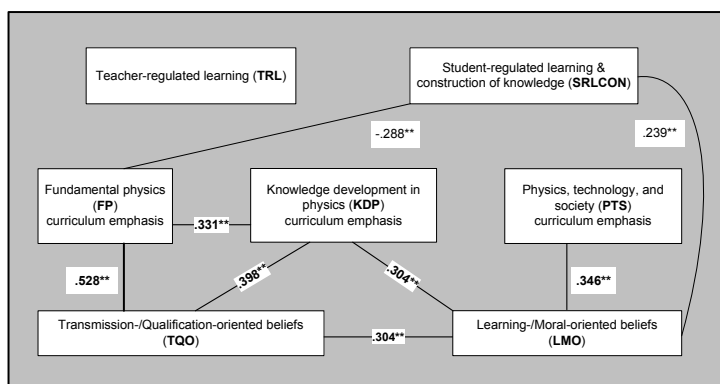 Teacher-regulated learning (TRL)
Student-regulated learning &
construction of knowledge (SRLCON)
-.288**
.239**
Fundamental physics
(FP)
curriculum emphasis
.331**
Knowledge development in
physics (KDP)
curriculum emphasis
Physics, technology, and
society (PTS)
curriculum emphasis
.528**
.398**
.304**
.346**
Transmission-/Qualification-oriented beliefs
(TQO)
.304**
Learning-/Moral-oriented beliefs
(LMO)